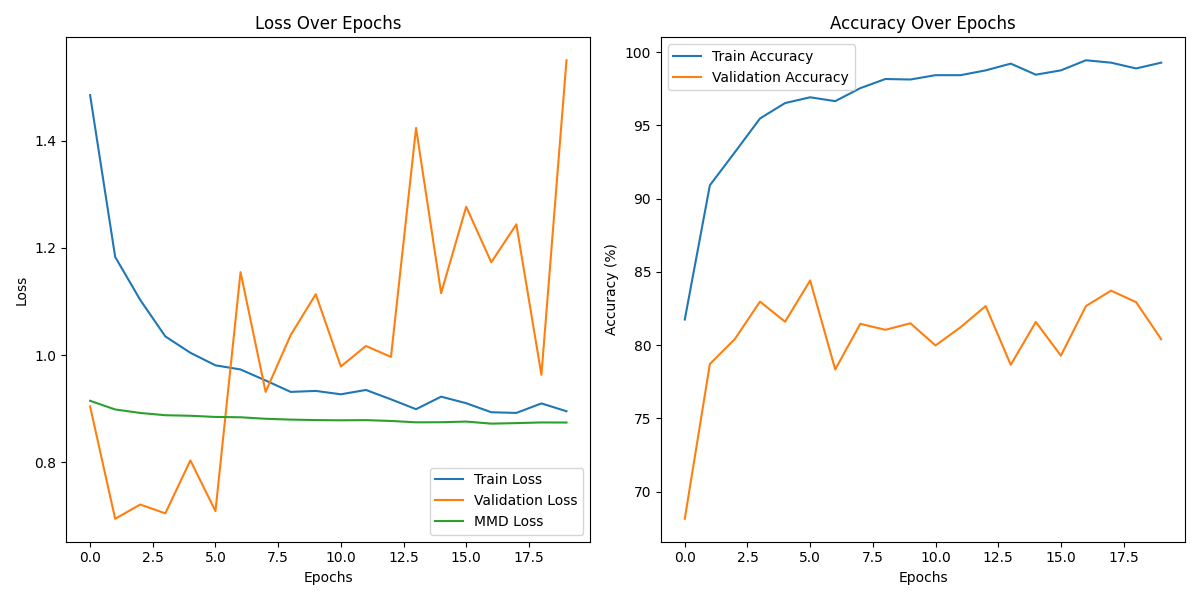 Loss Over Epochs
Loss
1.4
1.2
1.0
0.8
Train Loss
Validation Loss
MMD Loss
0.0 2.5 5.0 7.5 10.0 12.5 15.0 17.5
Epochs
Accuracy Over Epochs
Accuracy (%)
100
95
90
85
80
75
70
Train Accuracy
Validation Accuracy
0.0 2.5 5.0 7.5 10.0 12.5 15.0 17.5
Epochs